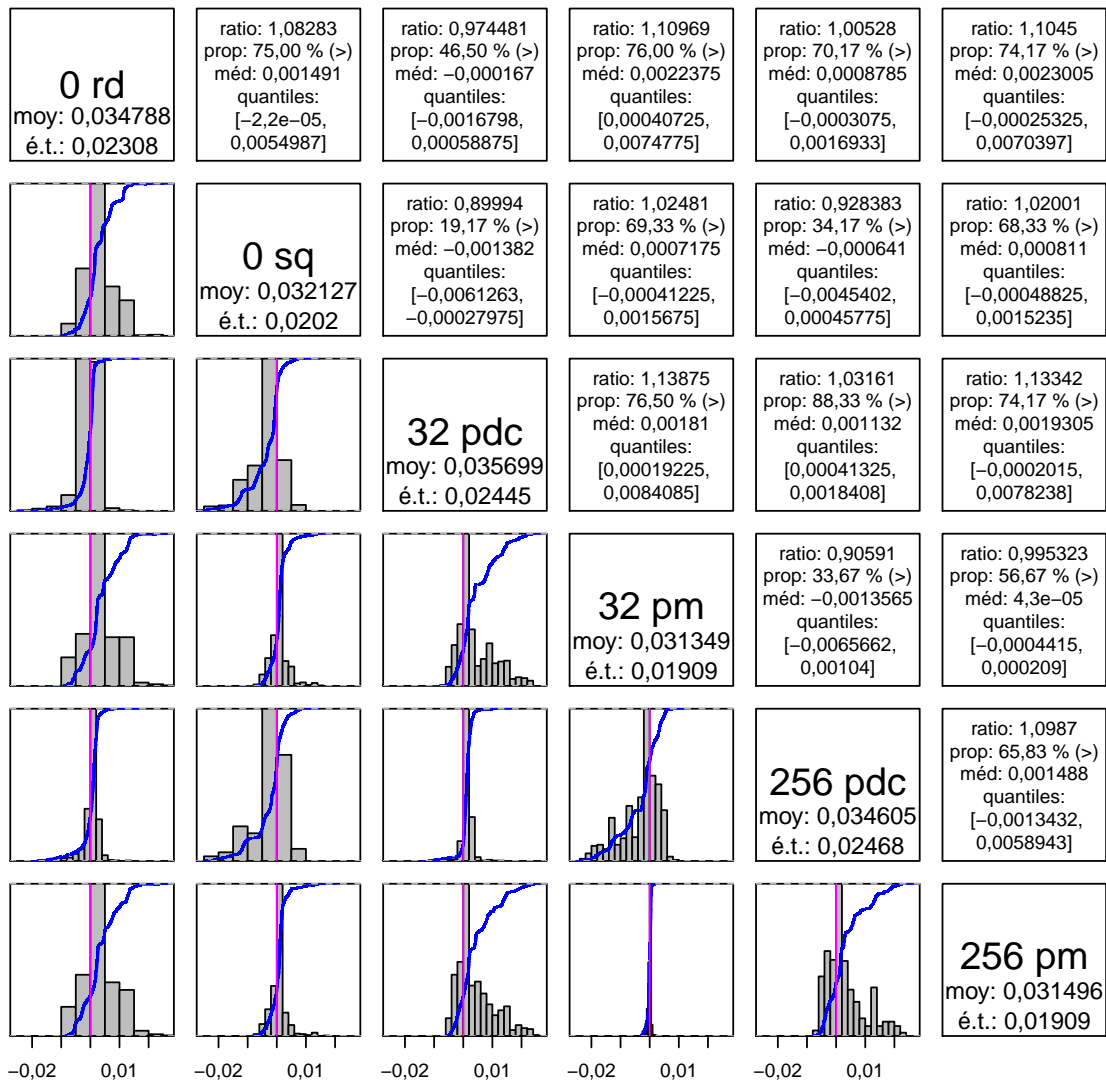 0 rd
moy: 0,034788
é.t.: 0,02308
ratio: 1,08283
prop: 75,00 % (>)
méd: 0,001491
quantiles:
[−2,2e−05,
0,0054987]
ratio: 0,974481
prop: 46,50 % (>)
méd: −0,000167
quantiles:
[−0,0016798,
0,00058875]
ratio: 1,10969
prop: 76,00 % (>)
méd: 0,0022375
quantiles:
[0,00040725,
0,0074775]
ratio: 1,00528
prop: 70,17 % (>)
méd: 0,0008785
quantiles:
[−0,0003075,
0,0016933]
ratio: 1,1045
prop: 74,17 % (>)
méd: 0,0023005
quantiles:
[−0,00025325,
0,0070397]
0 sq
moy: 0,032127
é.t.: 0,0202
ratio: 0,89994
prop: 19,17 % (>)
méd: −0,001382
quantiles:
[−0,0061263,
−0,00027975]
ratio: 1,02481
prop: 69,33 % (>)
méd: 0,0007175
quantiles:
[−0,00041225,
0,0015675]
ratio: 0,928383
prop: 34,17 % (>)
méd: −0,000641
quantiles:
[−0,0045402,
0,00045775]
ratio: 1,02001
prop: 68,33 % (>)
méd: 0,000811
quantiles:
[−0,00048825,
0,0015235]
32 pdc
moy: 0,035699
é.t.: 0,02445
ratio: 1,13875
prop: 76,50 % (>)
méd: 0,00181
quantiles:
[0,00019225,
0,0084085]
ratio: 1,03161
prop: 88,33 % (>)
méd: 0,001132
quantiles:
[0,00041325,
0,0018408]
ratio: 1,13342
prop: 74,17 % (>)
méd: 0,0019305
quantiles:
[−0,0002015,
0,0078238]
32 pm
moy: 0,031349
é.t.: 0,01909
ratio: 0,90591
prop: 33,67 % (>)
méd: −0,0013565
quantiles:
[−0,0065662,
0,00104]
ratio: 0,995323
prop: 56,67 % (>)
méd: 4,3e−05
quantiles:
[−0,0004415,
0,000209]
256 pdc
moy: 0,034605
é.t.: 0,02468
ratio: 1,0987
prop: 65,83 % (>)
méd: 0,001488
quantiles:
[−0,0013432,
0,0058943]
256 pm
moy: 0,031496
é.t.: 0,01909
−0,02 0,01 −0,02 0,01 −0,02 0,01 −0,02 0,01 −0,02 0,01